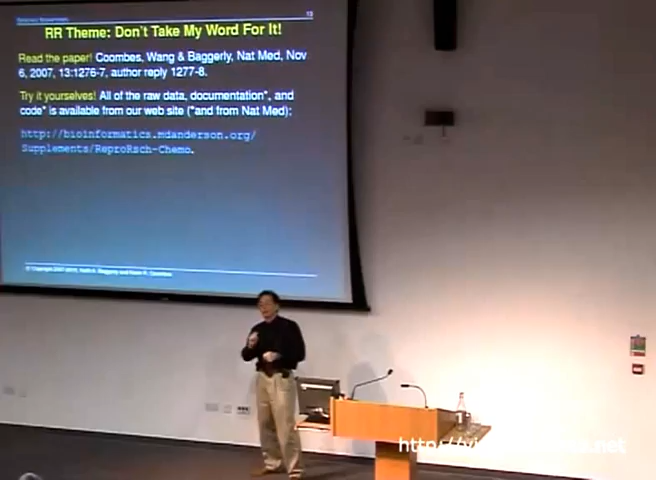 13
RR Theme: Don't Take My Word For It!
Read the paper! Coombes, Wang & Baggerly, Nat Med, Nov
6, 2007, 13:1276-7, author reply 1277-8.
Try it yourselves! All of the raw data, documentation*, and
code* is available from our web site (*and from Nat Med):
http://bioinformatics.mdanderson.org/
Supplements/ReproRsch-Chemo.